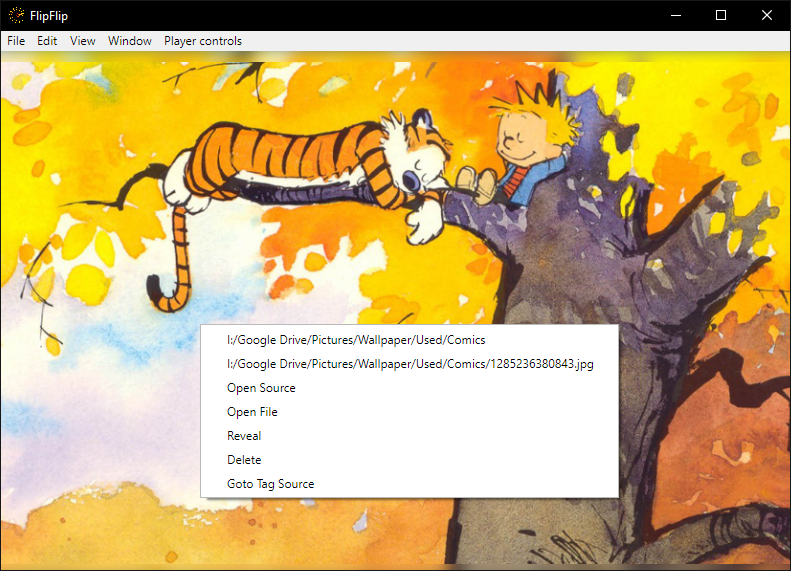 FlipFlip
File Edit View Window Player controls
I:/Google Drive/Pictures/Wallpaper/Used/Comics
I:/Google Drive/Pictures/Wallpaper/Used/Comics/1285236380843.jpg
Open Source
Open File
Reveal
Delete
Goto Tag Source